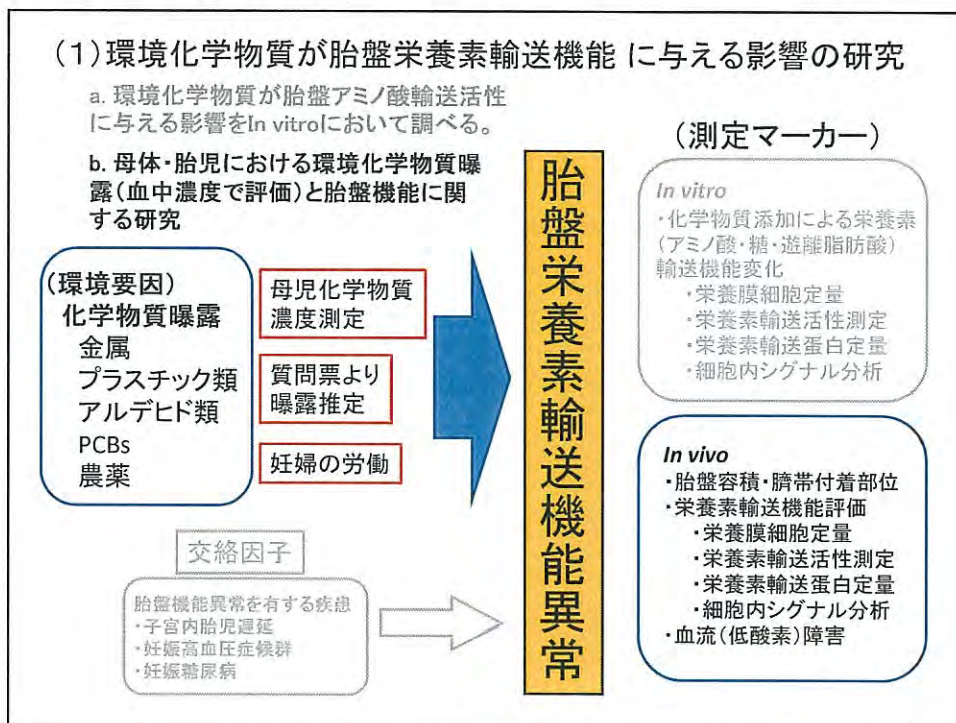 (1)環境化学物質が胎盤栄養素輸送機能 に与える影響の研究
a. 環境化学物質が胎盤アミノ酸輸送活性
に与える影響をIn vitroにおいて調べる。
b. 母体・胎児における環境化学物質曝
露(血中濃度で評価)と胎盤機能に関
する研究
(環境要因)
化学物質曝露
金属
プラスチック類
アルデヒド類
PCBs
農薬
母児化学物質
濃度測定
質問票より
曝露推定
妊婦の労働
交絡因子
胎盤機能異常を有する疾患
・子宮内胎児遅延
・妊娠高血圧症候群
・妊娠糖尿病
胎盤栄養素輸送機能異常
(測定マーカー)
In vitro
・化学物質添加による栄養素
(アミノ酸・糖・遊離脂肪酸)
輸送機能変化
・栄養膜細胞定量
・栄養素輸送活性測定
・栄養素輸送蛋白定量
・細胞内シグナル分析
In vivo
・胎盤容積・臍帯付着部位
・栄養素輸送機能評価
・栄養膜細胞定量
・栄養素輸送活性測定
・栄養素輸送蛋白定量
・細胞内シグナル分析
・血流(低酸素)障害